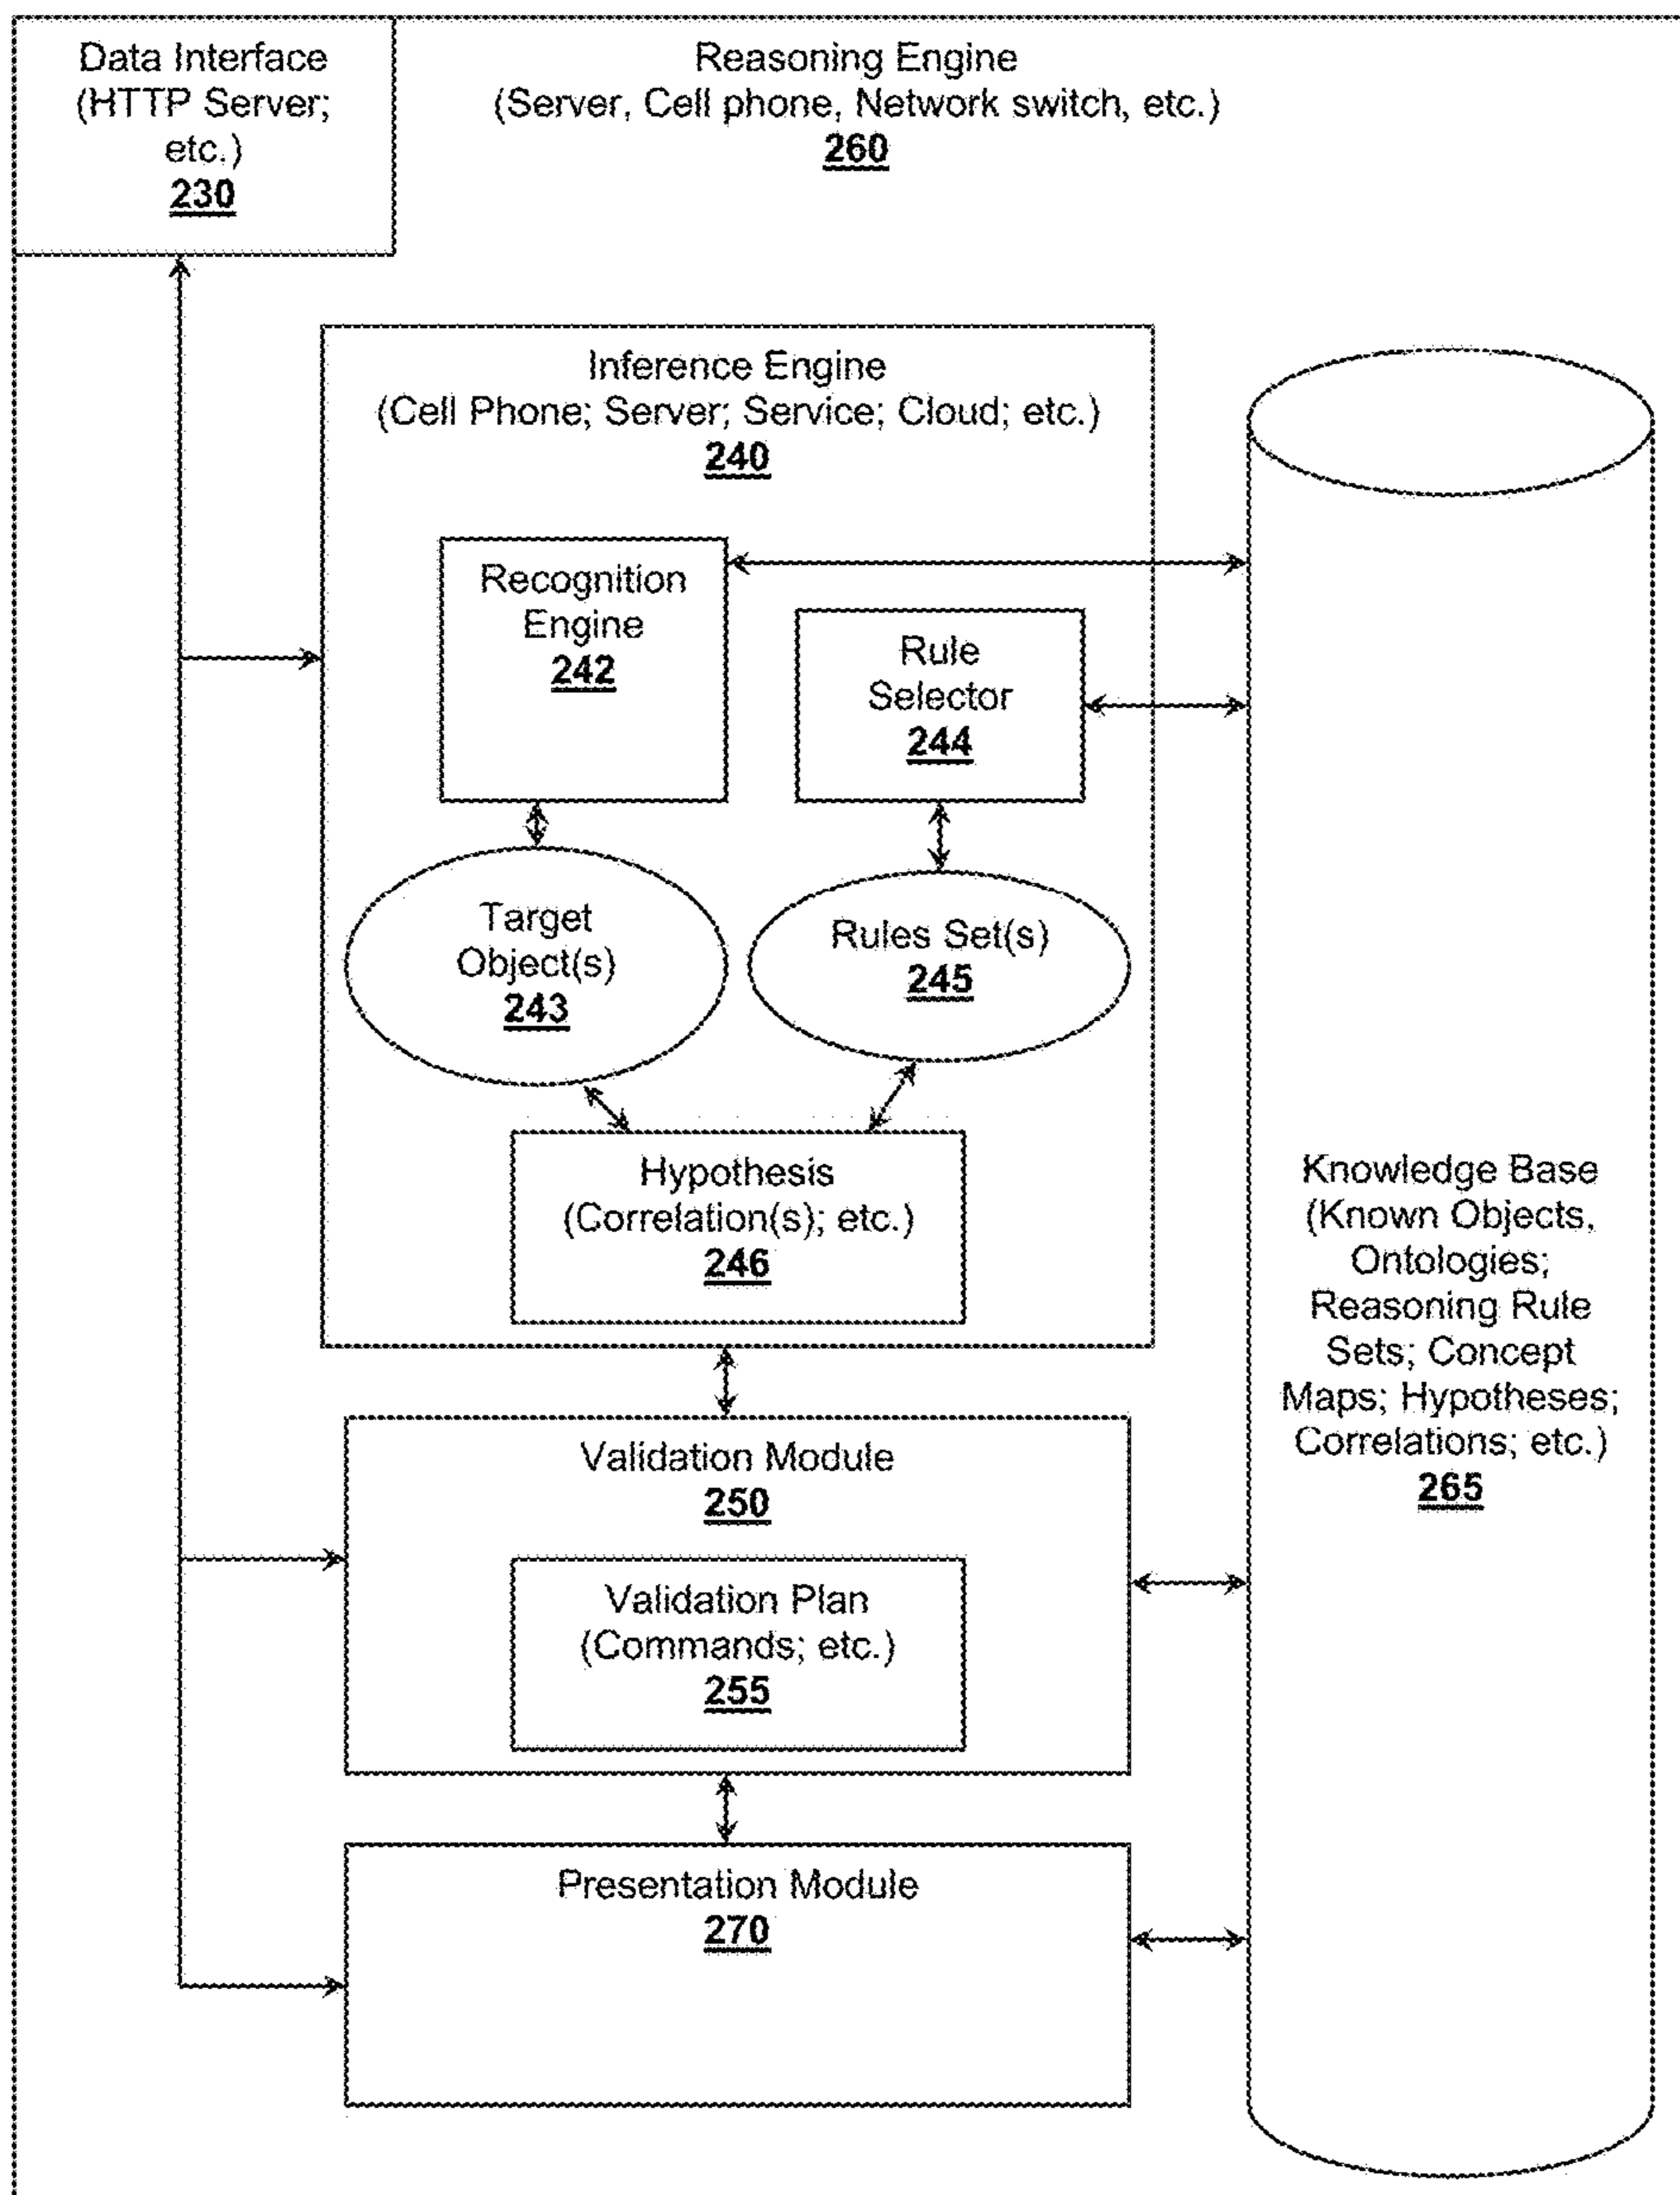 Data Interface
(HTTP Server;
etc.)
230
Reasoning Engine
(Server, Cell phone, Network switch, etc.)
260
Inference Engine
(Cell Phone; Server; Service; Cloud; etc.)
240
Recognition
Engine
242
Rule
Selector
244
Target
Object(s)
243
Rules Set(s)
245
Hypothesis
(Correlation(s); etc.)
246
Validation Module
250
Validation Plan
(Commands; etc.)
255
Presentation Module
270
Knowledge Base
(Known Objects,
Ontologies;
Reasoning Rule
Sets; Concept
Maps; Hypotheses;
Correlations; etc.)
265